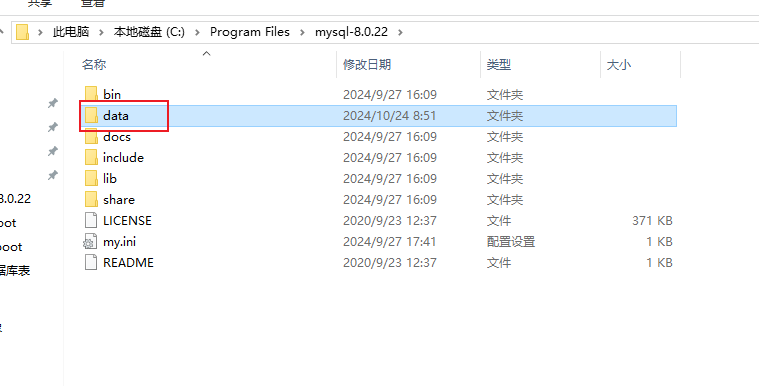 共享 查看
此电脑 > 本地磁盘 (C:) > Program Files > mysql-8.0.22 >
名称 修改日期 类型 大小
bin 2024/9/27 16:09 文件夹
data 2024/10/24 8:51 文件夹
docs 2024/9/27 16:09 文件夹
include 2024/9/27 16:09 文件夹
lib 2024/9/27 16:09 文件夹
share 2024/9/27 16:09 文件夹
8.0.22
LICENSE 2020/9/23 12:37 文件 371 KB
oot
my.ini 2024/9/27 17:41 配置设置 1 KB
boot
README 2020/9/23 12:37 文件 1 KB
据库表